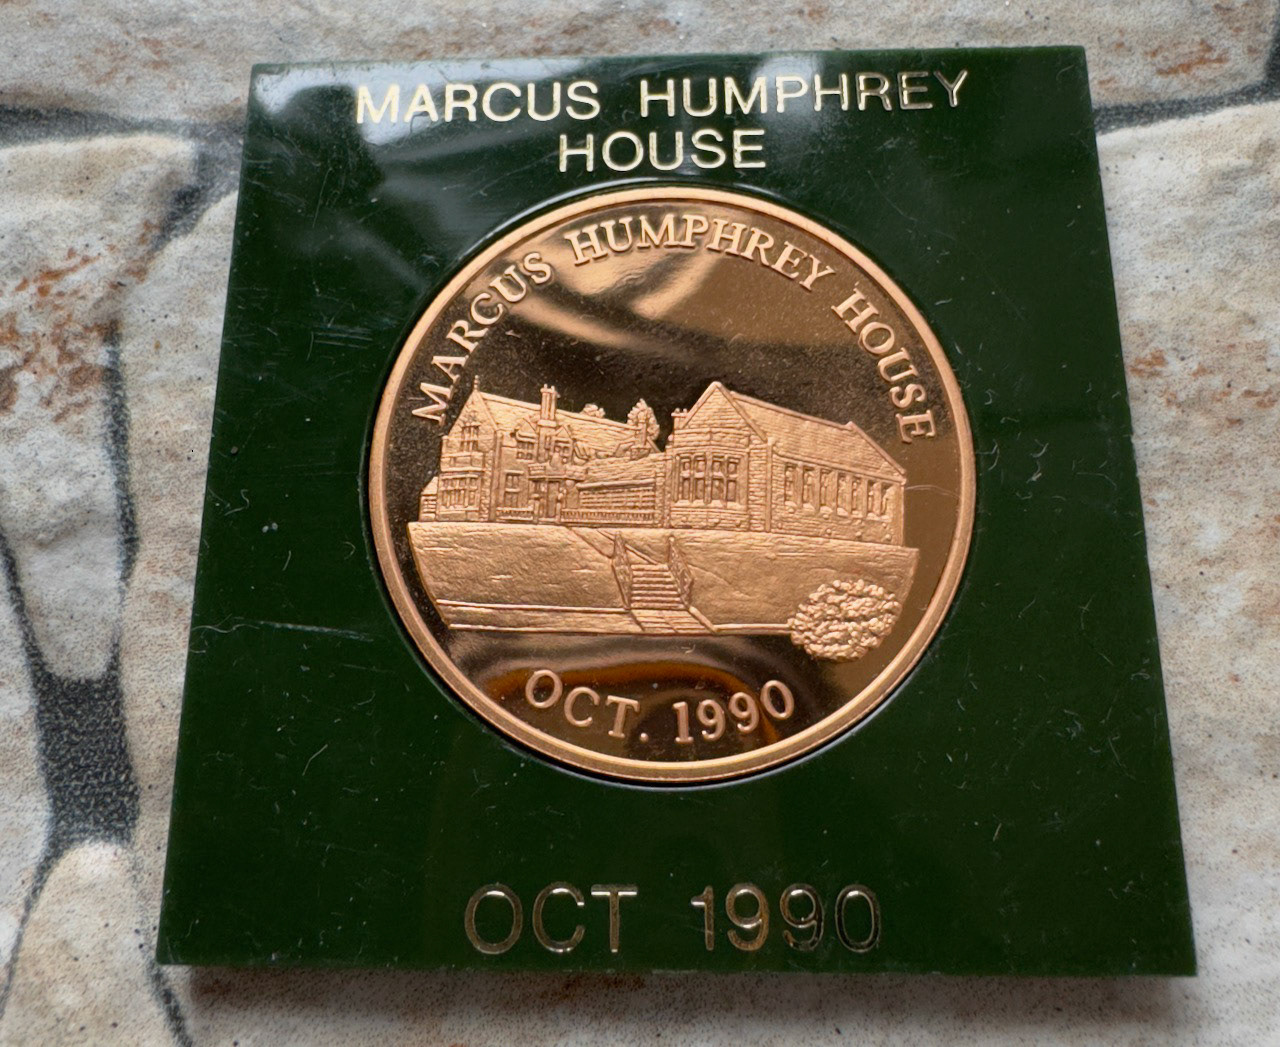 MARCUS HUMPHREY
HOUSE
MARCUS HUMPHREY HOUSE
OCT. 1990
OCT 1990